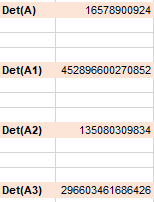 Det(A) 16578900924
Det(A1) 452896600270852
Det(A2) 135080309834
Det(A3) 296603461686426